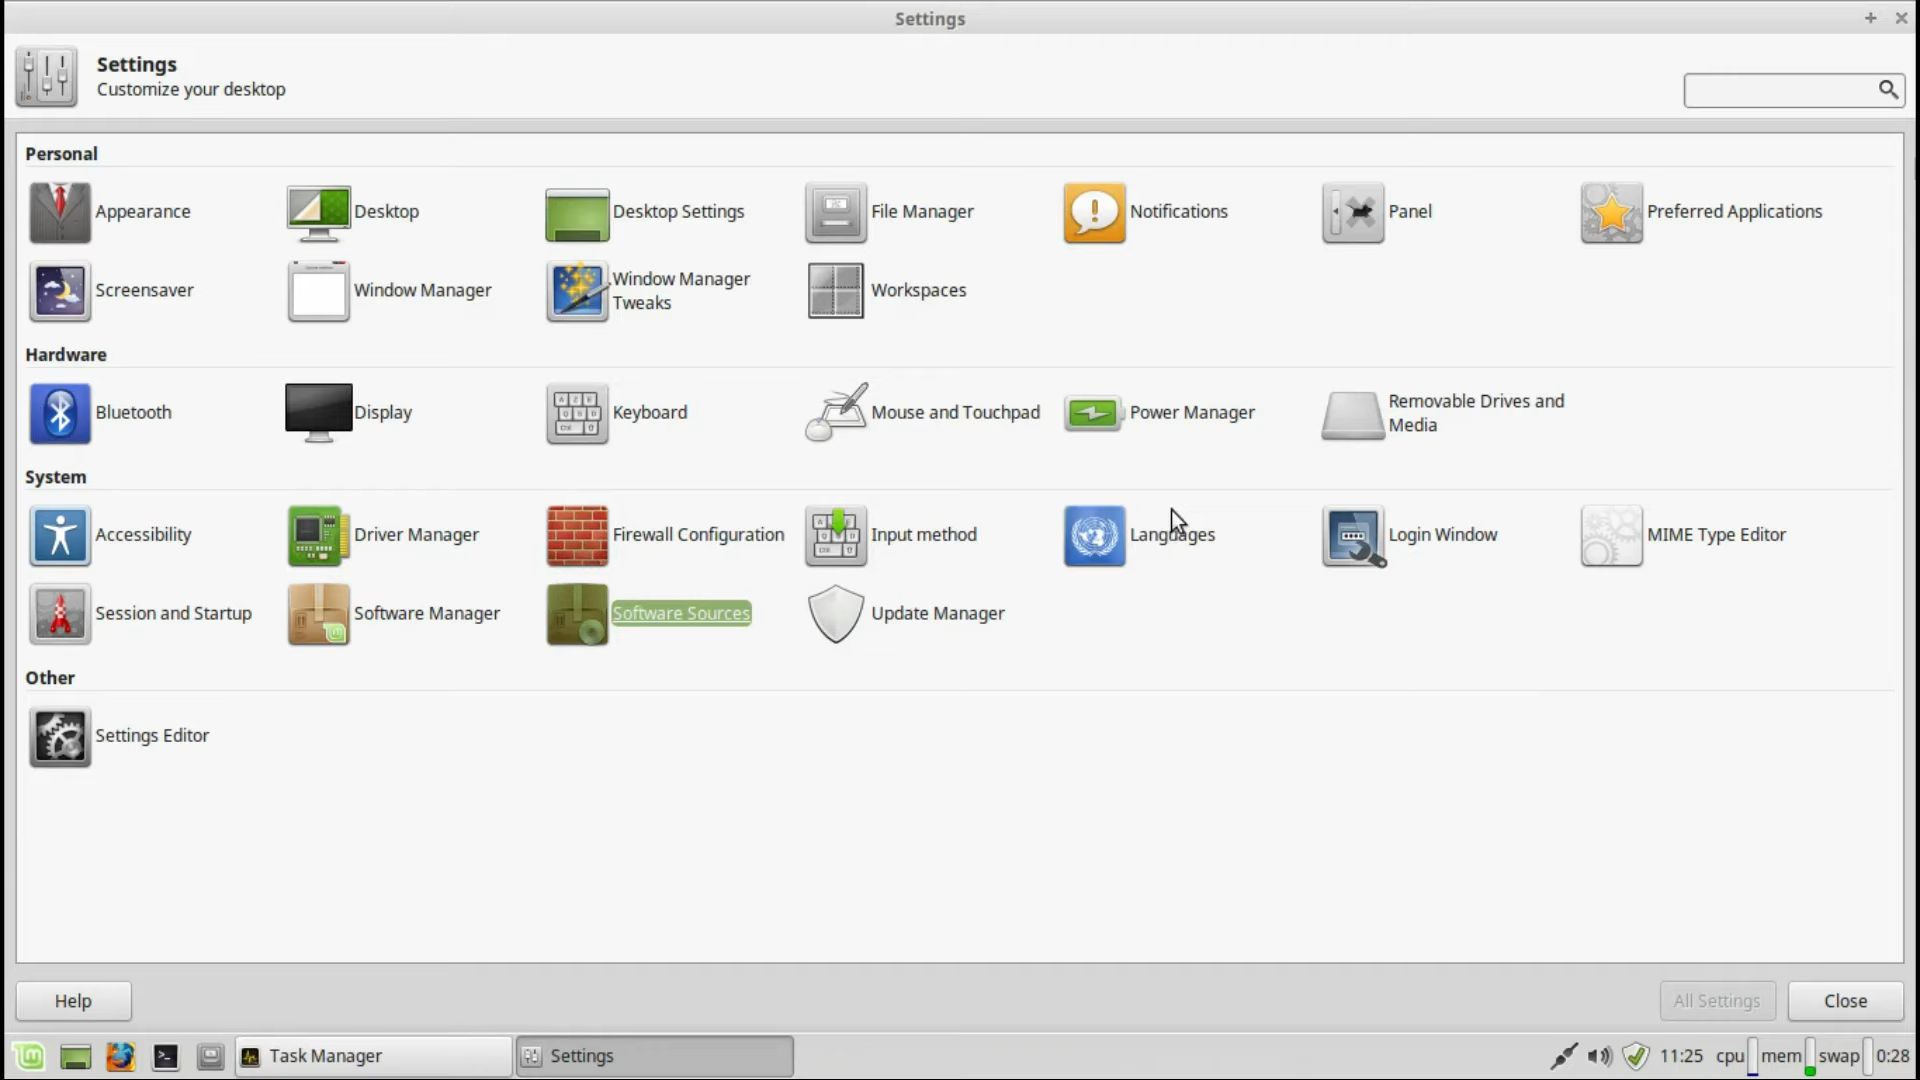 Settings
Settings
Customize your desktop
Personal
Appearance
Desktop
Desktop Settings
File Manager
Notifications
Panel
Preferred Applications
Screensaver
Window Manager
Window Manager
Tweaks
Workspaces
Hardware
Bluetooth
Display
Keyboard
Mouse and Touchpad
Power Manager
Removable Drives and
Media
System
Accessibility
Driver Manager
Firewall Configuration
Input method
Languages
Login Window
MIME Type Editor
Session and Startup
Software Manager
Software Sources
Update Manager
Other
Settings Editor
Help
All Settings
Close
Task Manager
Settings
11:25
cpu
mem
swap
0:28